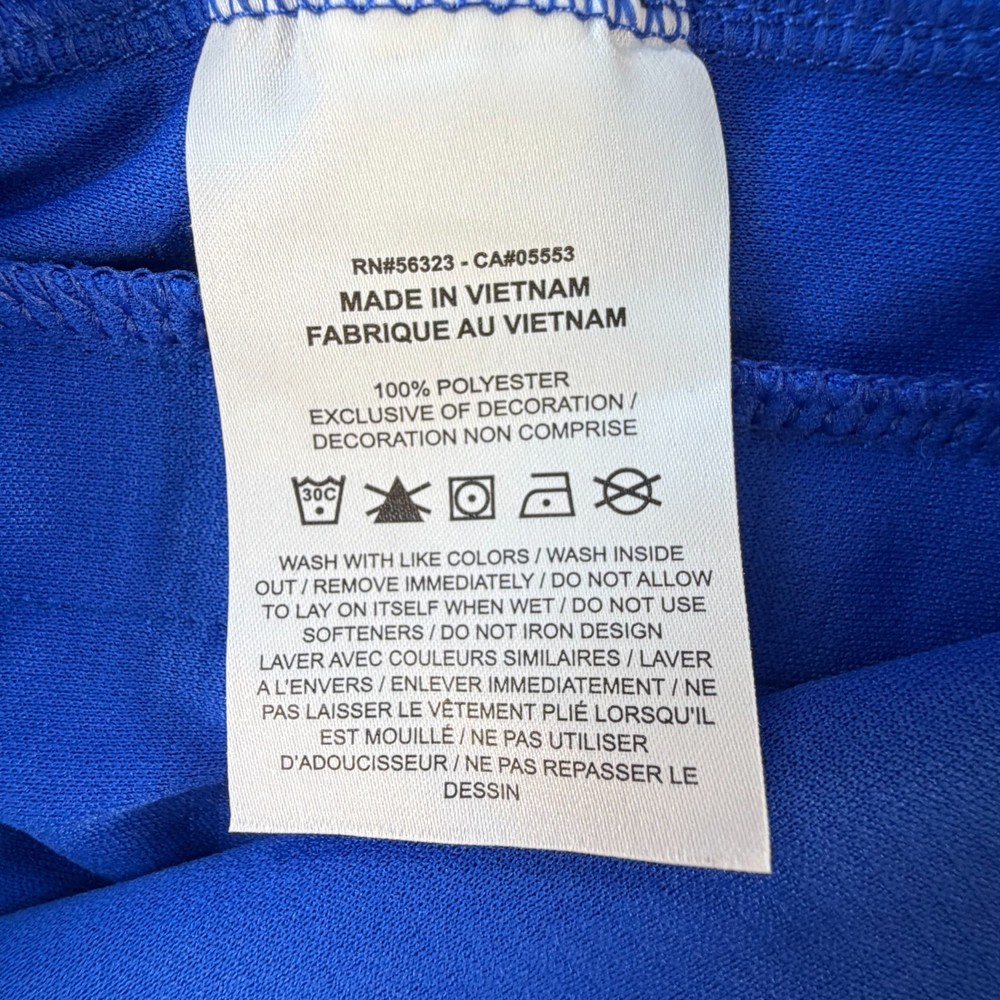 RN#56323 - CA#05553
MADE IN VIETNAM
FABRIQUE AU VIETNAM
100% POLYESTER
EXCLUSIVE OF DECORATION /
DECORATION NON COMPRISE
30C
WASH WITH LIKE COLORS / WASH INSIDE
OUT / REMOVE IMMEDIATELY / DO NOT ALLOW
TO LAY ON ITSELF WHEN WET / DO NOT USE
SOFTENERS / DO NOT IRON DESIGN
LAVER AVEC COULEURS SIMILAIRES / LAVER
A L'ENVERS / ENLEVER IMMEDIATEMENT / NE
PAS LAISSER LE VÊTEMENT PLIÉ LORSQU'IL
EST MOUILLÉ / NE PAS UTILISER
D'ADOUCISSEUR / NE PAS REPASSER LE
DESSIN